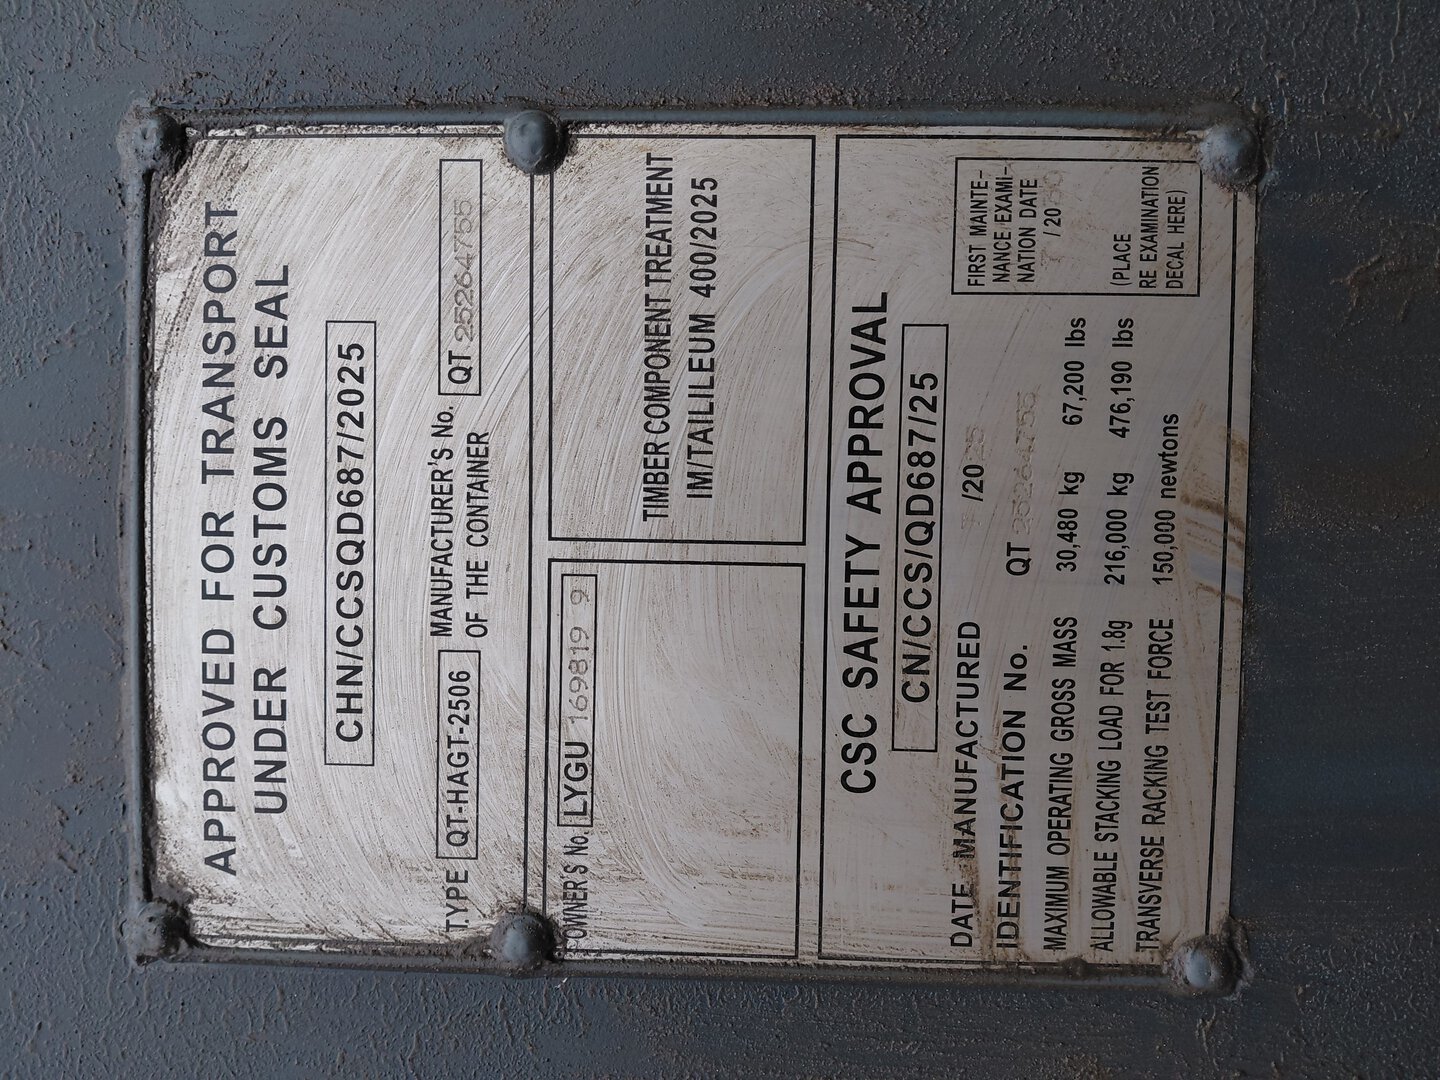 APPROVED FOR TRANSPORT
UNDER CUSTOMS SEAL
CHN/CCSQD687/2025
TYPE QT-HAGT-2506 MANUFACTURER'S No. OF THE CONTAINER QT 25264755
OWNER'S No. LYGU 169819 9
TIMBER COMPONENT TREATMENT
IM/TAILILEUM 400/2025
CSC SAFETY APPROVAL
CN/CCS/QD687/25
DATE MANUFACTURED /20
IDENTIFICATION No. QT 25264755
MAXIMUM OPERATING GROSS MASS 30,480 kg 67,200 lbs
ALLOWABLE STACKING LOAD FOR 1.8g 216,000 kg 476,190 lbs
TRANSVERSE RACKING TEST FORCE 150,000 newtons
FIRST MAINTE-
NANCE EXAMI-
NATION DATE
/ 20
(PLACE
RE EXAMINATION
DECAL HERE)